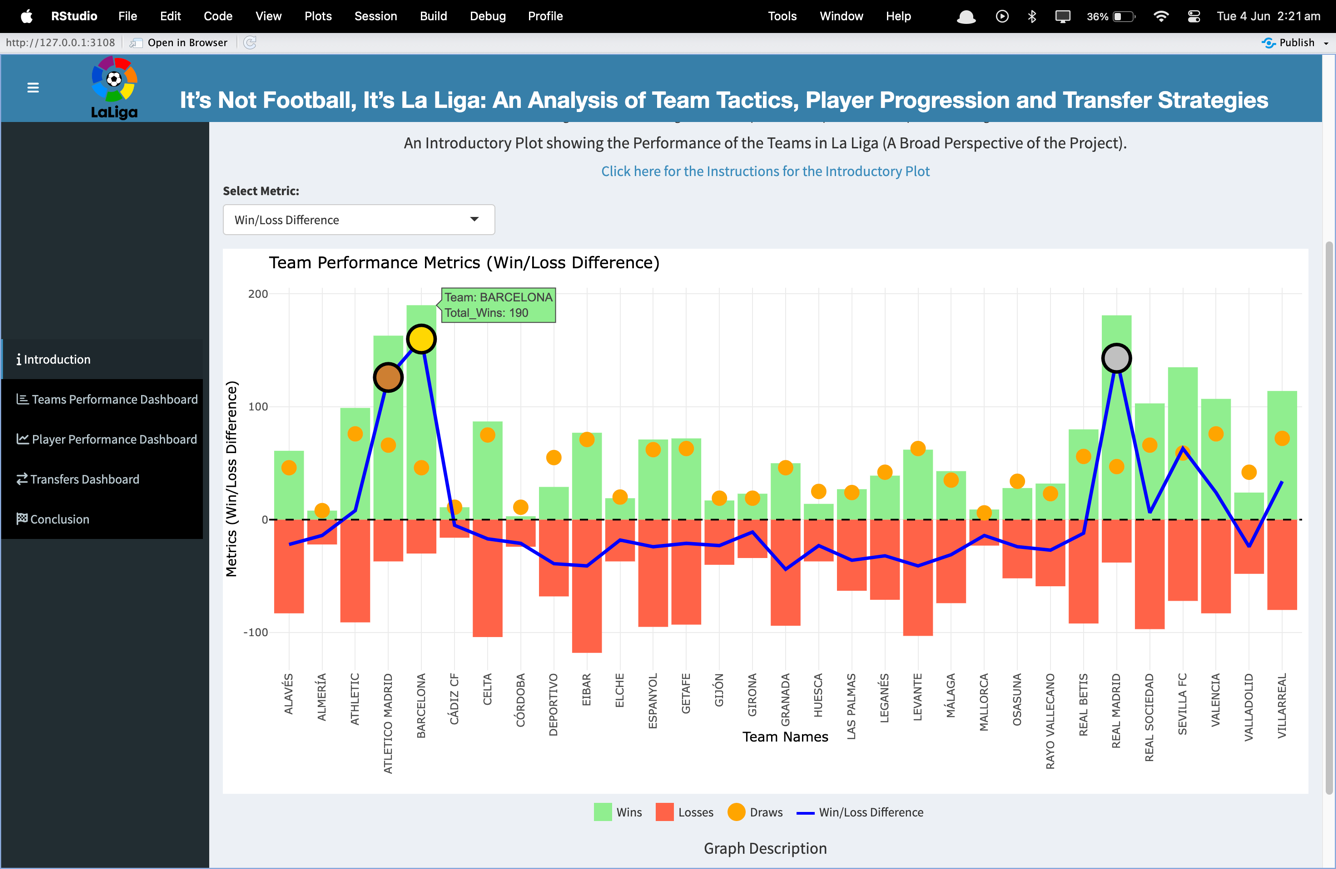 RStudio File Edit Code View Plots Session Build Debug Profile Tools Window Help 36% Tue 4 Jun 2:21 am
http://127.0.0.1:3108 Open in Browser Publish
LaLiga
It's Not Football, It's La Liga: An Analysis of Team Tactics, Player Progression and Transfer Strategies
An Introductory Plot showing the Performance of the Teams in La Liga (A Broad Perspective of the Project).
Click here for the Instructions for the Introductory Plot
Select Metric:
Win/Loss Difference
Introduction
Teams Performance Dashboard
Player Performance Dashboard
Transfers Dashboard
Conclusion
Team Performance Metrics (Win/Loss Difference)
Team: BARCELONA
Total_Wins: 190
Metrics (Win/Loss Difference)
200
100
0
-100
ALAVÉS
ALMERÍA
ATHLETIC
ATLETICO MADRID
BARCELONA
CÁDIZ CF
CELTA
CÓRDOBA
DEPORTIVO
EIBAR
ELCHE
ESPANYOL
GETAFE
GIJÓN
GIRONA
GRANADA
HUESCA
LAS PALMAS
LEGANÉS
LEVANTE
MÁLAGA
MALLORCA
OSASUNA
RAYO VALLECANO
REAL BETIS
REAL MADRID
REAL SOCIEDAD
SEVILLA FC
VALENCIA
VALLADOLID
VILLARREAL
Team Names
Wins Losses Draws Win/Loss Difference
Graph Description